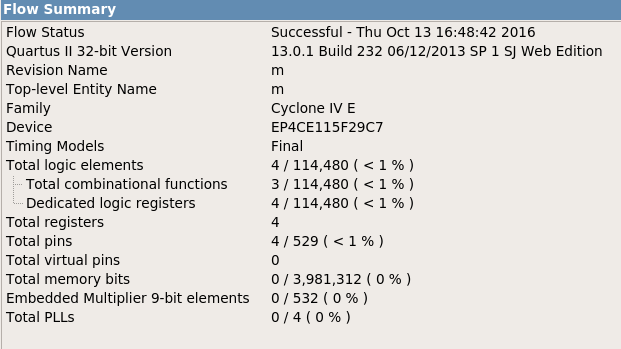 Flow Summary
Flow Status Successful - Thu Oct 13 16:48:42 2016
Quartus II 32-bit Version 13.0.1 Build 232 06/12/2013 SP 1 SJ Web Edition
Revision Name m
Top-level Entity Name m
Family Cyclone IV E
Device EP4CE115F29C7
Timing Models Final
Total logic elements 4 / 114,480 ( < 1 % )
Total combinational functions 3 / 114,480 ( < 1 % )
Dedicated logic registers 4 / 114,480 ( < 1 % )
Total registers 4
Total pins 4 / 529 ( < 1 % )
Total virtual pins 0
Total memory bits 0 / 3,981,312 ( 0 % )
Embedded Multiplier 9-bit elements 0 / 532 ( 0 % )
Total PLLs 0 / 4 ( 0 % )